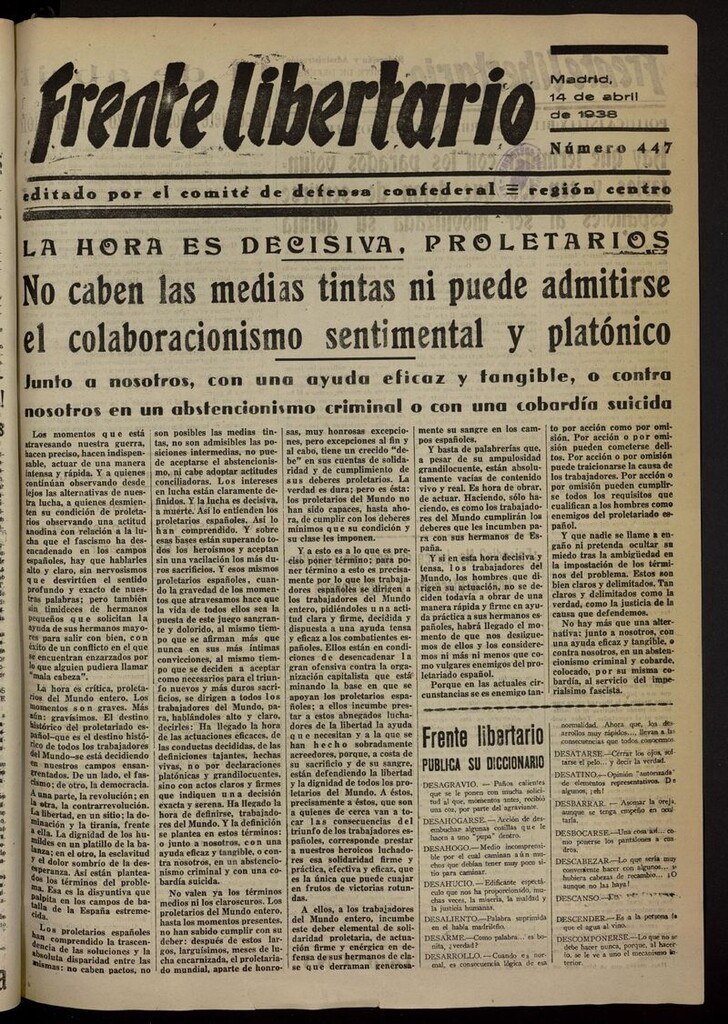 frente libertario
Madrid,
14 de abril
de 1938
Número 447
editado por el comité de defensa confederal ≡ región centro
LA HORA ES DECISIVA, PROLETARIOS
No caben las medias tintas ni puede admitirse
el colaboracionismo sentimental y platónico
Junto a nosotros, con una ayuda eficaz y tangible, o contra
nosotros en un abstencionismo criminal o con una cobardía suicida
Los momentos que está
atravesando nuestra guerra,
hacen preciso, hacen indispen-
sable, actuar de una manera
intensa y rápida. Y a quienes
continúan observando desde
lejos las alternativas de nues-
tra lucha, a quienes desmien-
ten su condición de proleta-
rios observando una actitud
anodina con relación a la lu-
cha que el fascismo ha des-
encadenado en los campos
españoles, hay que hablarles
alto y claro, sin nerviosismos
que desvirtúen el sentido
profundo y exacto de nues-
tras palabras; pero también
sin timideces de hermanos
pequeños que solicitan la
ayuda de sus hermanos mayo-
res para salir con bien, con
éxito de un conflicto en el que
se encuentran enzarzados por
lo que alguien pudiera llamar
"mala cabeza".
La hora es crítica, proleta-
rios del Mundo entero. Los
momentos son graves. Más
aún: gravísimos. El destino
histórico del proletariado espa-
ñol—que es el destino históri-
co de todos los trabajadores
del Mundo—se está decidiendo
en nuestros campos ensan-
grentados. De un lado, el fas-
cismo; de otro, la democracia.
A una parte, la revolución; en
la otra, la contrarrevolución.
La libertad, en un sitio; la do-
minación y la tiranía, frente
a ella. La dignidad de los hu-
mildes en un platillo de la ba-
lanza; en el otro, la esclavitud
y el dolor sombrío de la des-
esperanza. Así están plantea-
dos los términos del proble-
ma. Esa es la disyuntiva que
palpita en los campos de ba-
talla de la España estreme-
cida.
Los proletarios españoles
han comprendido la trascen-
dencia de las soluciones y la
absoluta disparidad entre las
mismas: no caben pactos, no
son posibles las medias tin-
tas, no son admisibles las po-
siciones intermedias, no pue-
de aceptarse el abstencionis-
mo, ni cabe adoptar actitudes
conciliadoras. Los intereses
en lucha están claramente de-
finidos. Y la lucha es decisiva,
a muerte. Así lo entienden los
proletarios españoles. Así lo
han comprendido. Y sobre
esas bases están superando to-
dos los heroísmos y aceptan
sin una vacilación los más du-
ros sacrificios. Y esos mismos
proletarios españoles, cuan-
do la gravedad de los momen-
tos que atravesamos hace que
la vida de todos ellos sea la
puesta de este juego sangran-
te y dolorido, al mismo tiem-
po que se afirman más que
nunca en sus más íntimas
convicciones, al mismo tiem-
po que se deciden a aceptar
como necesarios para el triun-
fo nuevos y más duros sacri-
ficios, se dirigen a todos los
trabajadores del Mundo, pa-
ra, hablándoles alto y claro,
decirles: Ha llegado la hora
de las actuaciones eficaces, de
las conductas decididas, de las
definiciones tajantes, hechas
no por declaraciones
platónicas y grandilocuentes,
sino con actos claros y firmes
que indiquen una decisión
exacta y serena. Ha llegado la
hora de definirse, trabajado-
res del Mundo. Y la definición
se plantea en estos términos:
o junto a nosotros, con una
ayuda eficaz y tangible, o con-
tra nosotros, en un abstencio-
nismo criminal y con una co-
bardía suicida.
No valen ya los términos
medios ni los claroscuros. Los
proletarios del Mundo entero,
hasta los momentos presentes,
no han sabido cumplir con su
deber: después de estos lar-
gos, larguísimos, meses de lu-
cha encarnizada, el proletaria-
do mundial, aparte de honro-
sas, muy honrosas excepcio-
nes, pero excepciones al fin y
al cabo, tiene un crecido "de-
be" en sus cuentas de solida-
ridad y de cumplimiento de
sus deberes proletarios. La
verdad es dura; pero es ésta:
los proletarios del Mundo no
han sido capaces, hasta aho-
ra, de cumplir con los deberes
mínimos que su condición y
su clase les imponen.
Y a esto es a lo que es pre-
ciso poner término; para po-
ner término a esto es precisa-
mente por lo que los trabaja-
dores españoles se dirigen a
los trabajadores del Mundo
entero, pidiéndoles una acti-
tud clara y firme, decidida y
dispuesta a una ayuda tensa
y eficaz a los combatientes es-
pañoles. Ellos están en condicio-
nes de desencadenar la
gran ofensiva contra la orga-
nización capitalista que está
minando la base en que se
apoyan los proletarios espa-
ñoles; a ellos incumbe pres-
tar a estos abnegados luchado-
res de la libertad la ayuda
que necesitan y a la que se
han hecho sobradamente
acreedores, porque, a costa de
su sacrificio y de su sangre,
están defendiendo la libertad
y la dignidad de todos los pro-
letarios del Mundo. A éstos,
precisamente a éstos, que son
a quienes de cerca van a to-
car las consecuencias del
triunfo de los trabajadores es-
pañoles, corresponde prestar
a nuestros heroicos luchado-
res esa solidaridad firme y
práctica, efectiva y eficaz, que
es la única que puede cuajar
en frutos de victorias rotun-
das.
A ellos, a los trabajadores
del Mundo entero, incumbe
este deber elemental de soli-
daridad proletaria, de actua-
ción firme y enérgica en de-
fensa de sus hermanos de cla-
se que derraman generosa-
mente su sangre en los cam-
pos españoles.
Y basta de palabrerías que,
a pesar de su ampulosidad
grandilocuente, están absolu-
tamente vacías de contenido
vivo y real. Es hora de obrar,
de actuar. Haciendo, sólo ha-
ciendo, es como los trabajado-
res del Mundo cumplirán los
deberes que les incumben pa-
ra con sus hermanos de Es-
paña.
Y si en esta hora decisiva y
tensa, los trabajadores del
Mundo, los hombres que di-
rigen su actuación, no se de-
ciden todavía a obrar de una
manera rápida y firme en ayu-
da práctica a sus hermanos es-
pañoles, habrá llegado el mo-
mento de que nos desligue-
mos de ellos y los considere-
mos ni más ni menos que co-
mo vulgares enemigos del pro-
letariado español.
Porque en las actuales cir-
cunstancias se es enemigo tan-
to por acción como por omi-
sión. Por acción o por omi-
sión pueden cometerse deli-
tos. Por acción o por omisión
puede traicionarse la causa de
los trabajadores. Por acción o
por omisión pueden cumplir-
se todos los requisitos que
cualifican a los hombres como
enemigos del proletariado es-
pañol.
Y que nadie se llame a en-
gaño ni pretenda ocultar su
miedo tras la ambigüedad en
la impostación de los térmi-
nos del problema. Estos son
bien claros y delimitados. Tan
claros y delimitados como la
verdad, como la justicia de la
causa que defendemos.
No hay más que una alter-
nativa: junto a nosotros, con
una ayuda eficaz y tangible, o
contra nosotros, en un absten-
cionismo criminal y cobarde,
colocado, por su misma co-
bardía, al servicio del impe-
rialismo fascista.
Frente libertario
PUBLICA SU DICCIONARIO
DESAGRAVIO. — Paños calientes
que se le ponen con mucha solici-
tud al que, momentos antes, recibió
una coz, por parte del agraviador.
DESAHOGARSE. — Acción de des-
embuchar algunas cosillas que le
hacen a uno "pupa" dentro.
DESAHOGO.—Medio incomprensi-
ble por el cual caminan aún mu-
chos que debían tener muy poco si-
tio para caminar.
DESAHUCIO. — Edificante espectácu-
lo que nos ha proporcionado, mu-
chas veces, la miseria, la maldad y
la justicia humanas.
DESALIENTO.—Palabra suprimida
en el habla madrileño.
DESARME.—Como palabra... es bo-
nita, ¿verdad?
DESARROLLO. — Cuando es nor-
mal, es consecuencia lógica de esa
normalidad. Ahora que, los des-
arrollos muy rápidos... llevan a las
consecuencias que todos conocemos.
DESATARSE.—Cerrar los ojos, sol-
tarse el pelo... y decir la verdad.
DESATINO.—Opinión "autorizada"
de elementos representativos. De
algunos, ¡eh!
DESBARRAR. — Asomar la oreja,
aunque se tenga empeño en ocul-
tarla.
DESBOCARSE.—Una cosa así... co-
mo ponerse los pantalones a cua-
dros.
DESCABEZAR.—Lo que sería muy
conveniente hacer con algunos... si
hubiera cabezas de recambio... ¡O
aunque no las haya!
DESCANSO.—
DESCENDER.—Es a la persona lo
que el agua al vino.
DESCOMPONERSE.—Lo que no se
debe hacer nunca, porque, al hacer-
lo, se le ve a uno el mecanismo in-
terior.